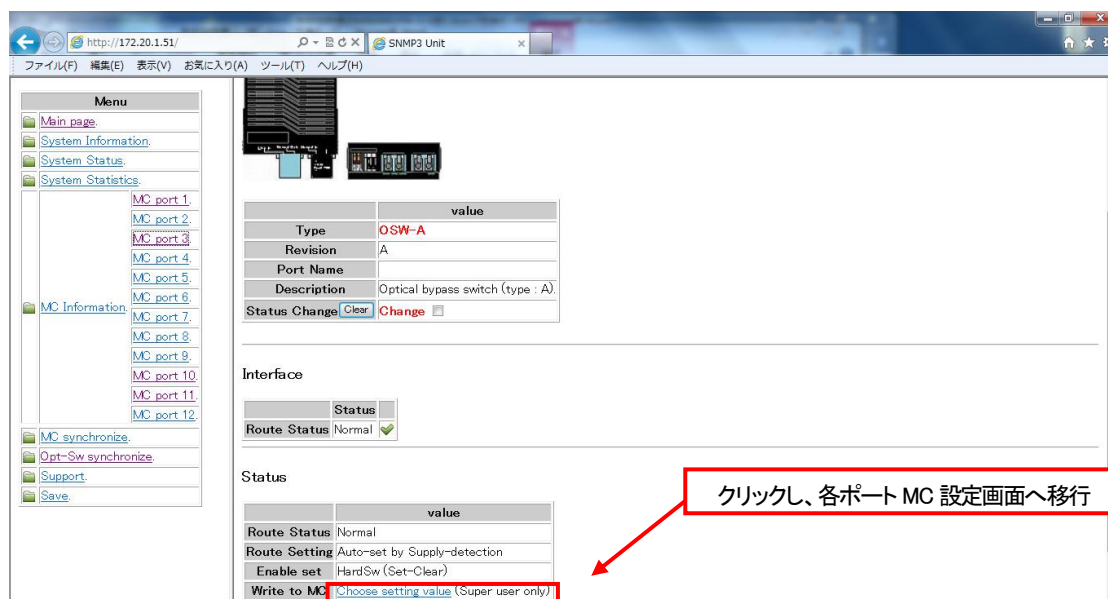 http://172.20.1.51/
SNMP3 Unit
ファイル(F) 編集(E) 表示(V) お気に入り(A) ツール(T) ヘルプ(H)
Menu
Main page.
System Information.
System Status.
System Statistics.
MC Information.
MC port 1.
MC port 2.
MC port 3.
MC port 4.
MC port 5.
MC port 6.
MC port 7.
MC port 8.
MC port 9.
MC port 10.
MC port 11.
MC port 12.
MC synchronize.
Opt-Sw synchronize.
Support.
Save.
value
Type OSW-A
Revision A
Port Name
Description Optical bypass switch (type : A).
Status Change Clear Change
Interface
Status
Route Status Normal
Status
value
Route Status Normal
Route Setting Auto-set by Supply-detection
Enable set HardSw (Set-Clear)
Write to MC Choose setting value (Super user only)
クリックし、各ポート MC 設定画面へ移行